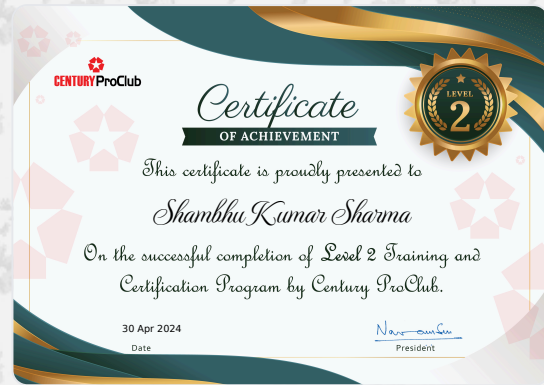 CENTURY ProClub
Certificate
OF ACHIEVEMENT
LEVEL
2
This certificate is proudly presented to
Shambhu Kumar Sharma
On the successful completion of Level 2 Training and
Certification Program by Century ProClub.
30 Apr 2024
Date
President